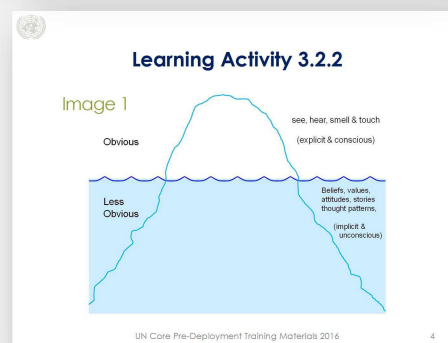 Learning Activity 3.2.2
Image 1
see, hear, smell & touch
Obvious
(explicit & conscious)
Less
Obvious
Beliefs, values,
attitudes, stories
thought patterns,
(implicit &
unconscious)
UN Core Pre-Deployment Training Materials 2016
4